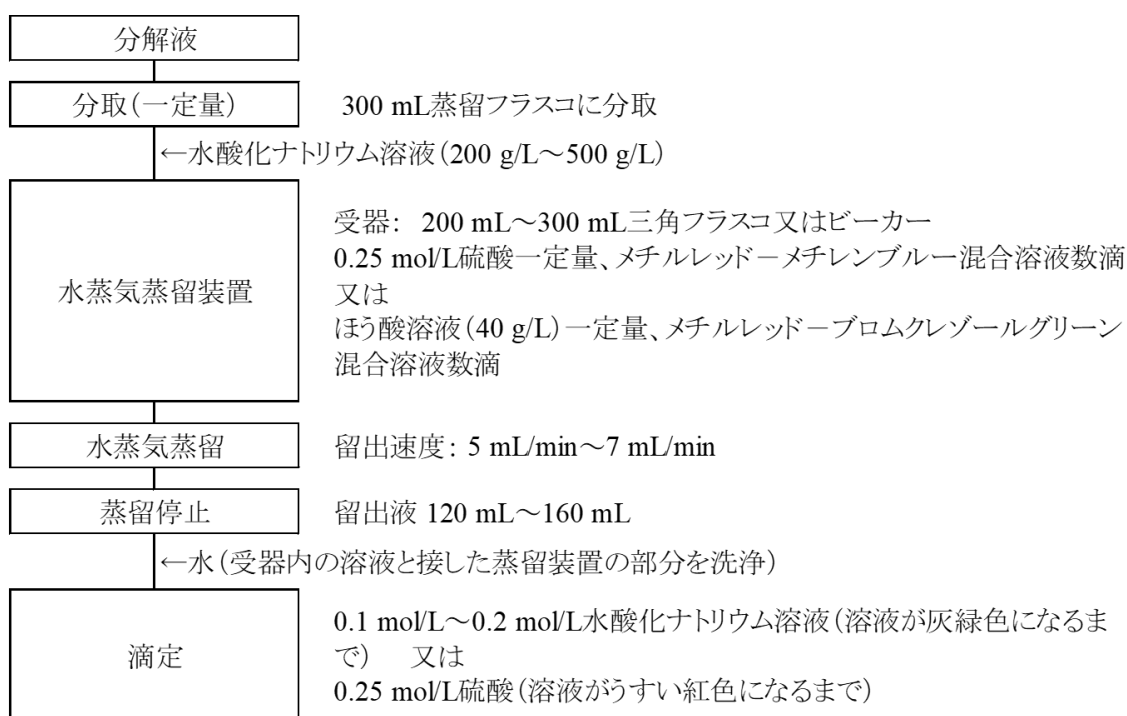 分解液
分取(一定量)
300 mL蒸留フラスコに分取
←水酸化ナトリウム溶液(200 g/L～500 g/L)
水蒸気蒸留装置
受器: 200 mL～300 mL三角フラスコ又はビーカー
0.25 mol/L硫酸一定量、メチルレッド－メチレンブルー混合溶液数滴
又は
ほう酸溶液(40 g/L)一定量、メチルレッド－ブロムクレゾールグリーン
混合溶液数滴
水蒸気蒸留
留出速度: 5 mL/min～7 mL/min
蒸留停止
留出液 120 mL～160 mL
←水(受器内の溶液と接した蒸留装置の部分を洗浄)
滴定
0.1 mol/L～0.2 mol/L水酸化ナトリウム溶液(溶液が灰緑色になるま
で) 又は
0.25 mol/L硫酸(溶液がうすい紅色になるまで)